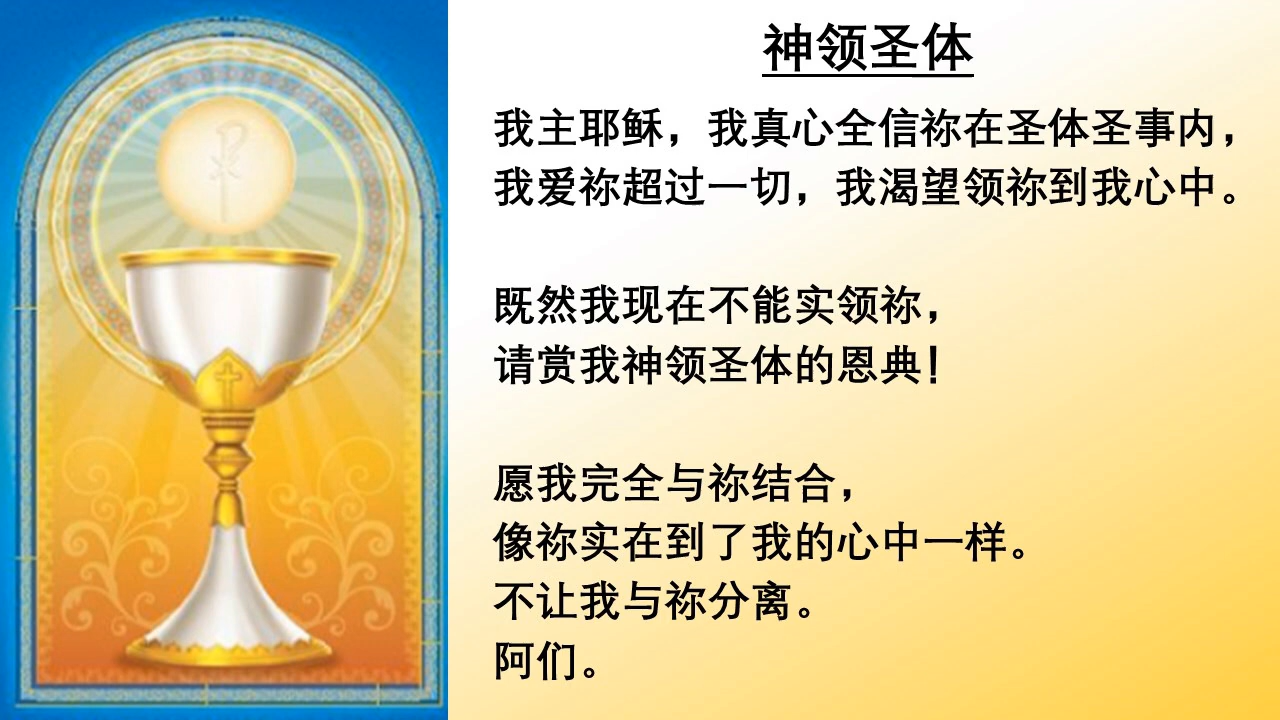 神领圣体
我主耶稣，我真心全信祢在圣体圣事内，
我爱祢超过一切，我渴望领祢到我心中。
既然我现在不能实领祢，
请赏我神领圣体的恩典！
愿我完全与祢结合，
像祢实在到了我的心中一样。
不让我与祢分离。
阿们。